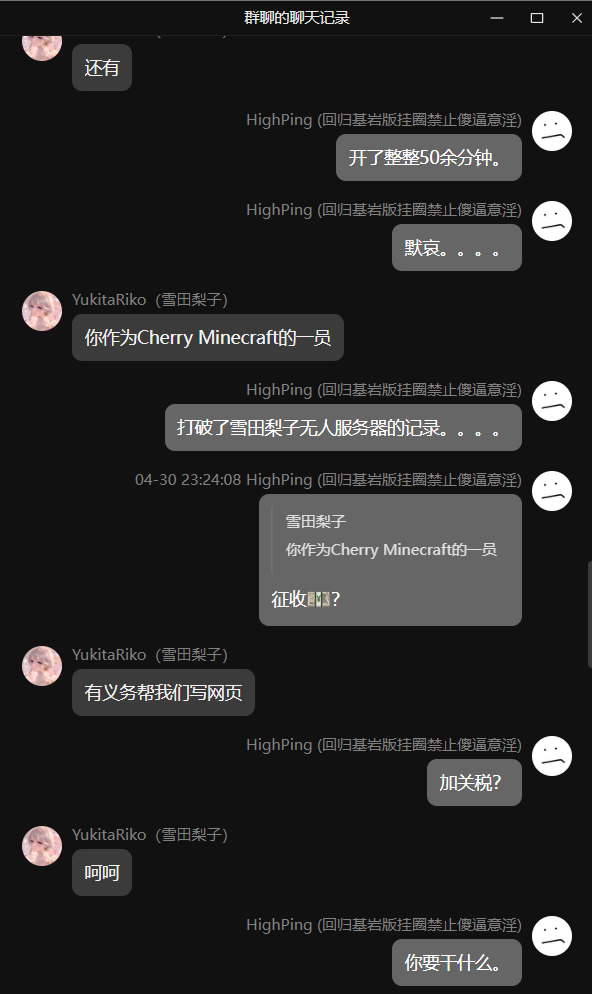 群聊的聊天记录
还有
HighPing (回归基岩版挂圈禁止傻逼意淫)
开了整整50余分钟。
HighPing (回归基岩版挂圈禁止傻逼意淫)
默哀。。。。
YukitaRiko（雪田梨子）
你作为Cherry Minecraft的一员
HighPing (回归基岩版挂圈禁止傻逼意淫)
打破了雪田梨子无人服务器的记录。。。。
04-30 23:24:08 HighPing (回归基岩版挂圈禁止傻逼意淫)
雪田梨子
你作为Cherry Minecraft的一员
征收💴？
YukitaRiko（雪田梨子）
有义务帮我们写网页
HighPing (回归基岩版挂圈禁止傻逼意淫)
加关税？
YukitaRiko（雪田梨子）
呵呵
HighPing (回归基岩版挂圈禁止傻逼意淫)
你要干什么。